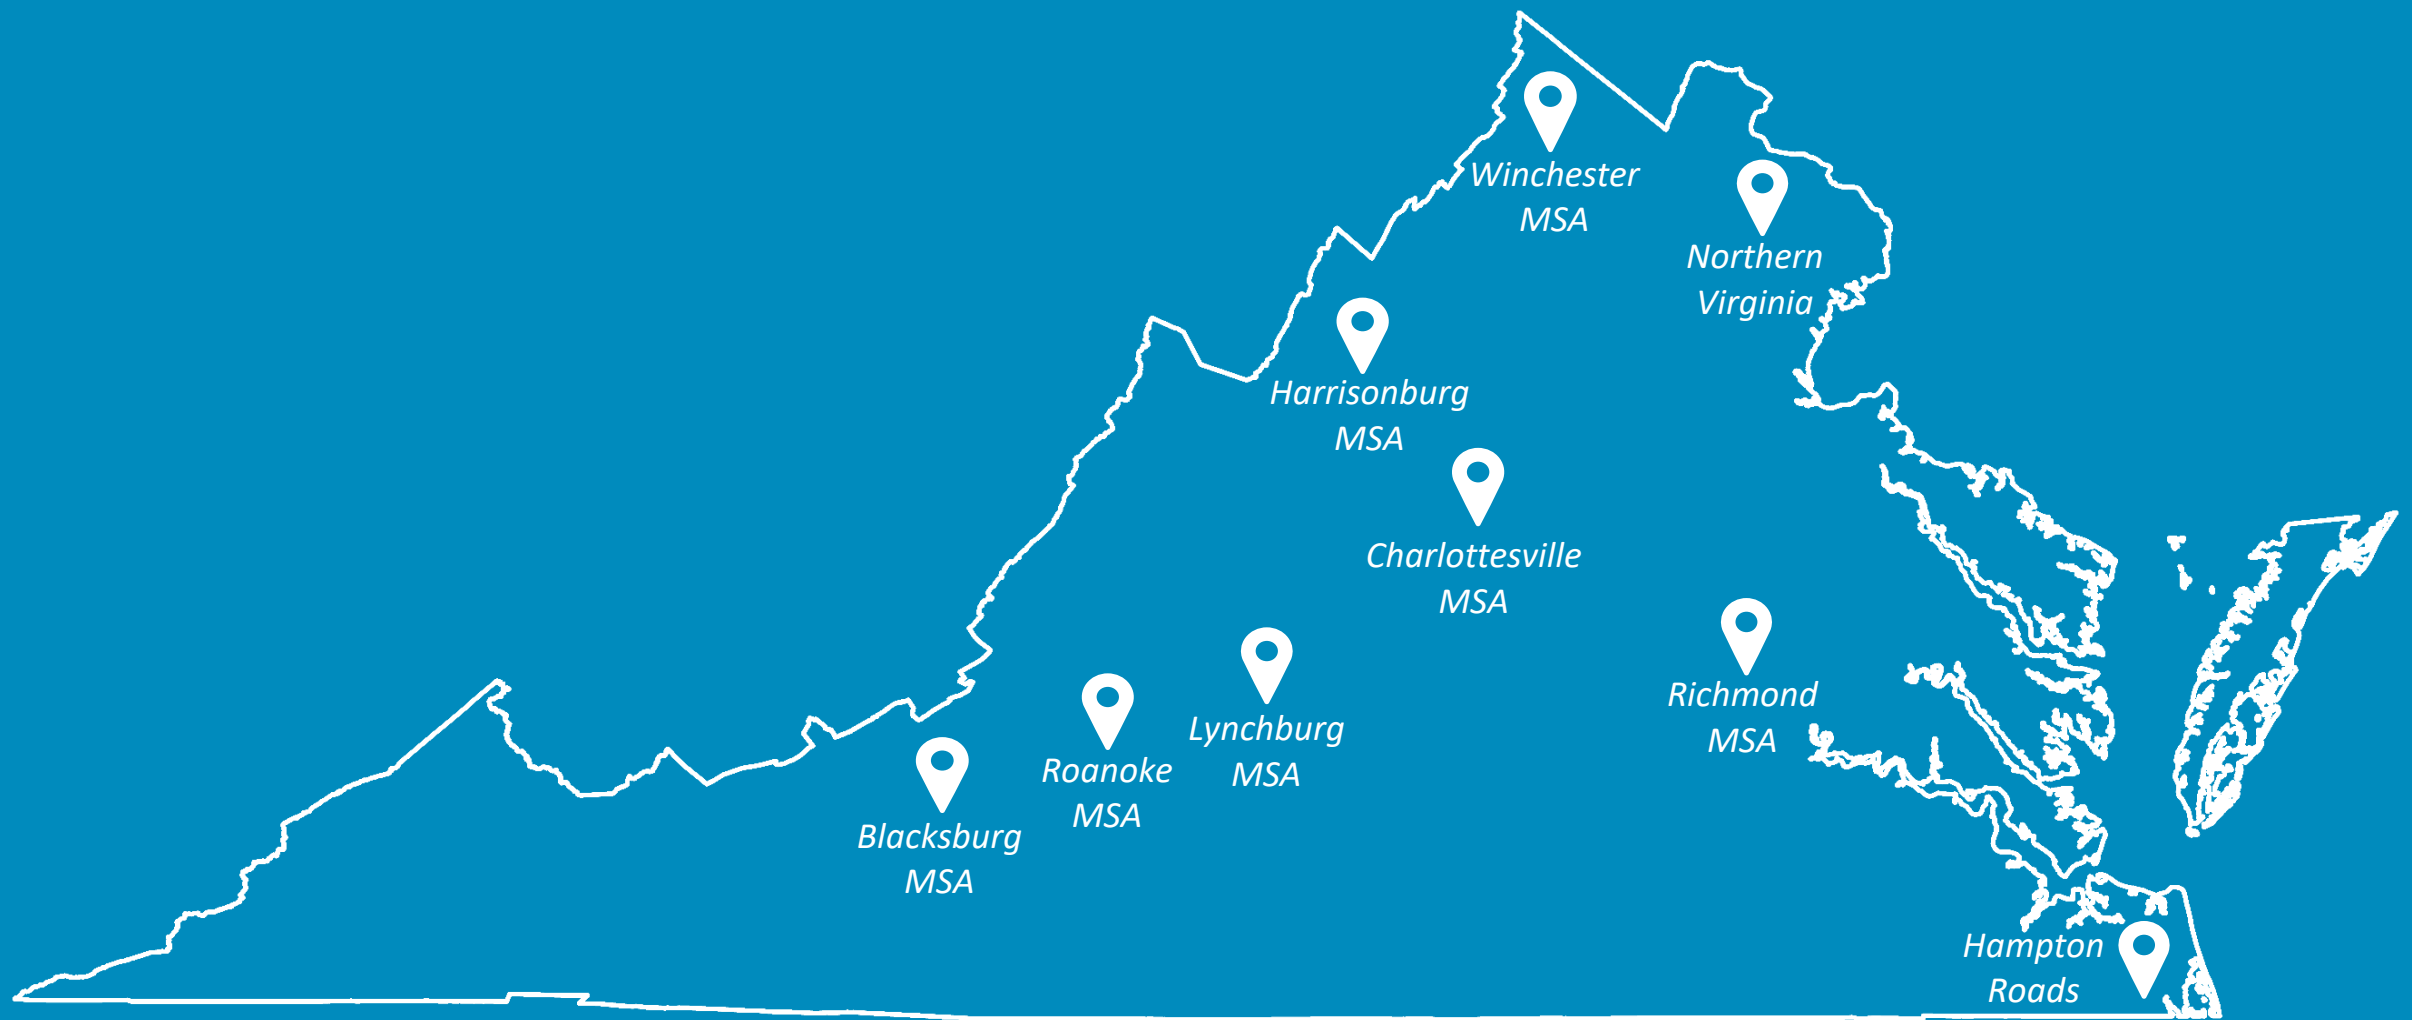 Winchester
MSA
Northern
Virginia
Harrisonburg
MSA
Charlottesville
MSA
Richmond
MSA
Lynchburg
MSA
Roanoke
MSA
Blacksburg
MSA
Hampton
Roads